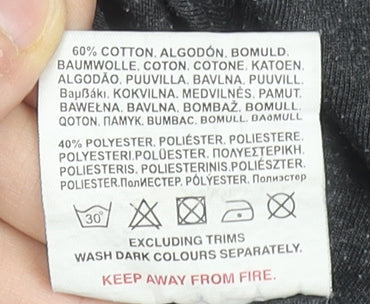 60% COTTON, ALGODÓN, BOMULD.
BAUMWOLLE, COTON, COTONE, KATOEN.
ALGODÃO, PUUVILLA, BAVLNA, PUUVILL.
Βαμβάκι. KOKVILNA. MEDVILNĖS, PAMUT.
BAWEŁNA, BAVLNA, BOMBAŽ, BOMULL.
QOTON, ПАМУК, BUMBAC, BOMULL, BAÐMULL
40% POLYESTER, POLIÉSTER, POLIESTERE.
POLYESTERI, POLÜESTER, ΠΟΛΥΕΣΤΕΡΙΚΗ.
POLIESTERIS, POLIESTERINIS, POLIÉSZTER.
POLIESTER, ПолИЕСТЕР, PÓLYESTER, Полиэстер
30°
EXCLUDING TRIMS
WASH DARK COLOURS SEPARATELY.
KEEP AWAY FROM FIRE.